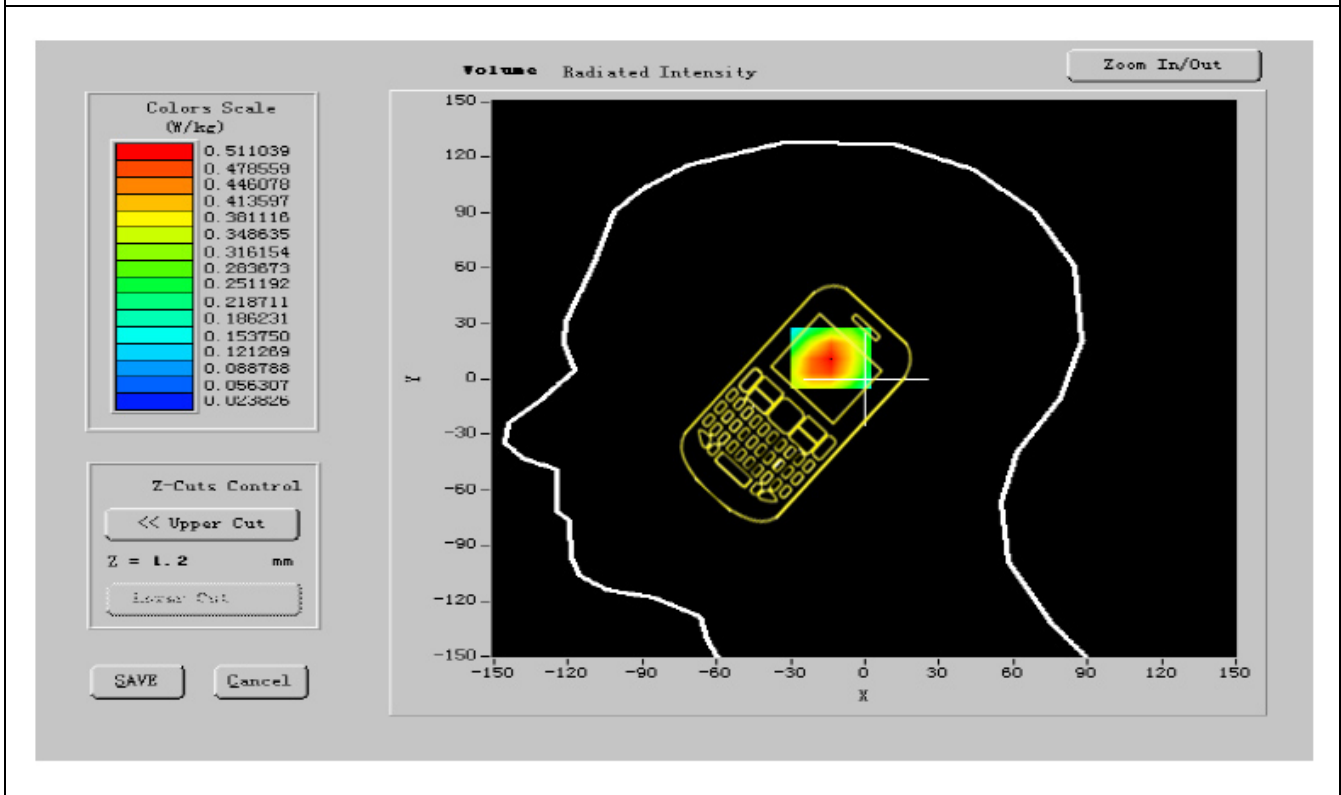 Volume Radiated Intensity
Zoom In/Out
Colors Scale
(W/kg)
0.511039
0.478559
0.446078
0.413597
0.381116
0.348635
0.316154
0.283673
0.251192
0.218711
0.186231
0.153750
0.121269
0.088788
0.056307
0.023826
Z-Cuts Control
<< Upper Cut
Z = 1.2 mm
Lower Cut
SAVE Cancel
150
120
90
60
30
Y 0
-30
-60
-90
-120
-150
-150 -120 -90 -60 -30 0 30 60 90 120 150
X